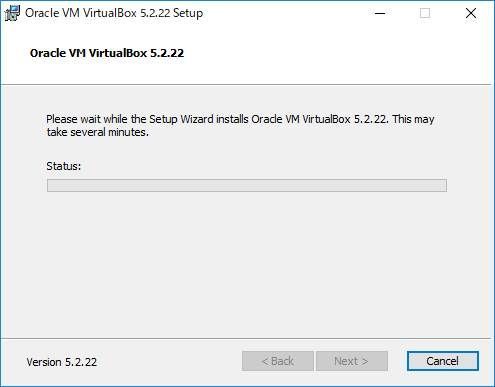 Oracle VM VirtualBox 5.2.22 Setup
Oracle VM VirtualBox 5.2.22
Please wait while the Setup Wizard installs Oracle VM VirtualBox 5.2.22. This may
take several minutes.
Status:
Version 5.2.22
< Back
Next >
Cancel